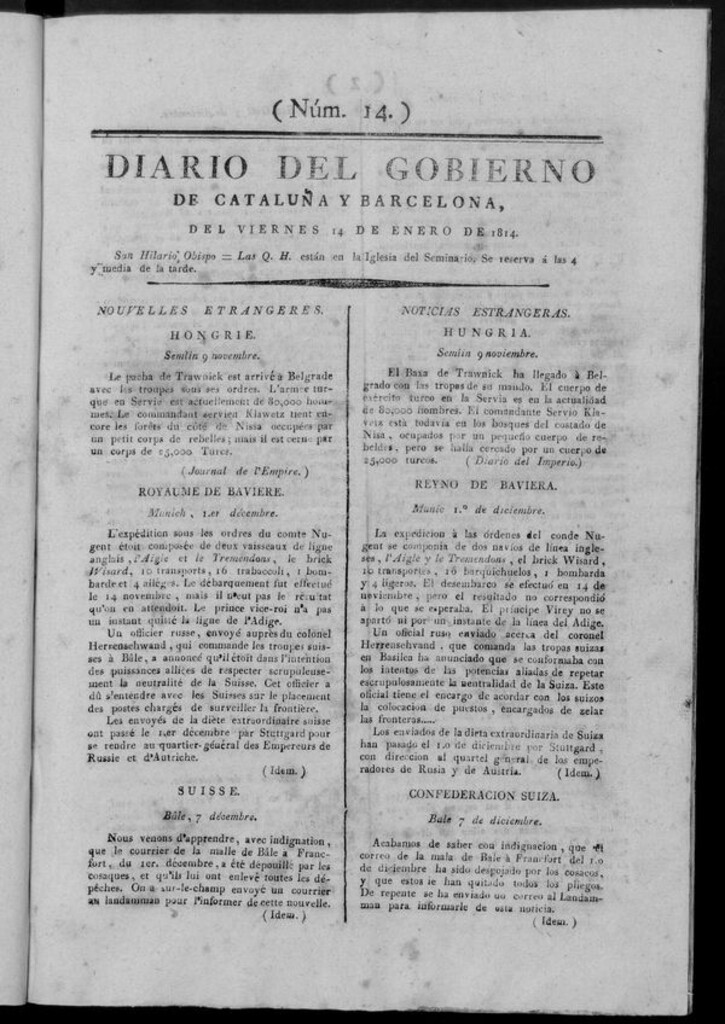 ( Núm. 14. )
DIARIO DEL GOBIERNO
DE CATALUÑA Y BARCELONA,
DEL VIERNES 14 DE ENERO DE 1814.
San Hilario, Obispo = Las Q. H. están en la Iglesia del Seminario, Se reserva á las 4
y media de la tarde.
NOUVELLES ETRANGERES.
HONGRIE.
Semlin 9 novembre.
Le pacha de Trawnick est arrivé à Belgrade
avec les troupes sous ses ordres. L'armée tur-
que en Servie est actuellement de 80,000 hom-
mes. Le commandant servien Klawetz tient en-
core les forêts du côté de Nissa occupées par
un petit corps de rebelles; mais il est cerné par
un corps de 25,000 Turcs.
(Journal de l'Empire.)
ROYAUME DE BAVIERE.
Munich, 1.er décembre.
L'expédition sous les ordres du comte Nu-
gent étoit composée de deux vaisseaux de ligne
anglais, l'Aigle et le Tremendons, le brick
Wisard, 10 transports, 16 trabaccoli, 1 bom-
barde et 4 alièges. Le débarquement fut effectué
le 14 novembre, mais il n'eut pas le résultat
qu'on en attendoit. Le prince vice-roi n'a pas
un instant quitté la ligne de l'Adige.
Un officier russe, envoyé auprès du colonel
Herrenschwand, qui commande les troupes suis-
ses à Bâle, a annoncé qu'il étoit dans l'intention
des puissances alliées de respecter scrupuleuse-
ment la neutralité de la Suisse. Cet officier a
dû s'entendre avec les Suisses sur le placement
des postes chargés de surveiller la frontière.
Les envoyés de la diète extraordinaire suisse
ont passé le 1.er décembre par Stuttgard pour
se rendre au quartier-général des Empereurs de
Russie et d'Autriche.
(Idem.)
SUISSE.
Bâle, 7 décembre.
Nous venons d'apprendre, avec indignation,
que le courrier de la malle de Bâle a Franc-
fort, du 1er. décembre, a été dépouillé par les
cosaques, et qu'ils lui ont enlevé toutes les dé-
pêches. On a sur-le-champ envoyé un courrier
au landamman pour l'informer de cette nouvelle.
(Idem.)
NOTICIAS ESTRANGERAS.
HUNGRIA.
Semlin 9 noviembre.
El Baxa de Trawnick ha llegado à Bel-
grado con las tropas de su mando. El cuerpo de
exército turco en la Servia es en la actualidad
de 80,000 hombres. El comandante Servio Kla-
veis esta todavia en los bosques del costado de
Nisa, ocupados por un pequeño cuerpo de re-
beldes, pero se halla cercado por un cuerpo de
25,000 turcos. (Diario del Imperio.)
REYNO DE BAVIERA.
Munic 1.º de diciembre.
La expedicion á las órdenes del conde Nu-
gent se componia de dos navios de línea ingle-
ses, l'Aigle y le Tremendons, el brick Wisard,
10 transportes, 16 barquichuelos, 1 bombarda
y 4 ligeros. El desembarco se efectuó en 14 de
noviembre, pero el resultado no correspondió
á lo que se esperaba. El príncipe Virey no se
apartó ni por un instante de la línea del Adige.
Un oficial ruso enviado acerca del coronel
Herrenschvand, que comanda las tropas suizas
en Basilea ha anunciado que se conformaba con
los intentos de las potencias aliadas de repetar
escrupulosamente la neutralidad de la Suiza. Este
oficial tiene el encargo de acordar con los suizos
la colocacion de puestos, encargados de zelar
las fronteras.....
Los enviados de la dieta extraordinaria de Suiza
han pasado el 1.o de diciembre por Stuttgard,
con direccion al quartel general de los empe-
radores de Rusia y de Austria. (Idem.)
CONFEDERACION SUIZA.
Bale 7 de diciembre.
Acabamos de saber con indignacion, que el
correo de la mala de Bale à Francfort del 1.o
de diciembre ha sido despojado por los cosacos,
y que estos le han quitado todos los pliegos.
De repente se ha enviado un correo al Landam-
man para informarle de esta noticia.
(Idem.)